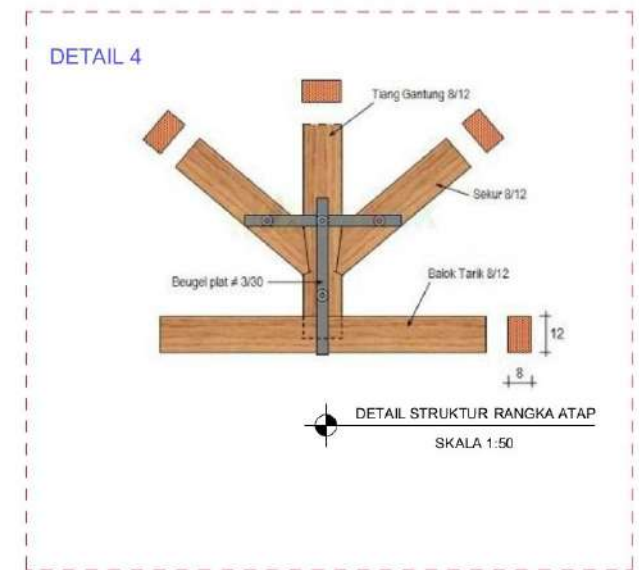 DETAIL 4
Tiang Gantung 8/12
Sekur 8/12
Beugel plat ≠ 3/30
Balok Tarik 8/12
12
8
DETAIL STRUKTUR RANGKA ATAP
SKALA 1:50